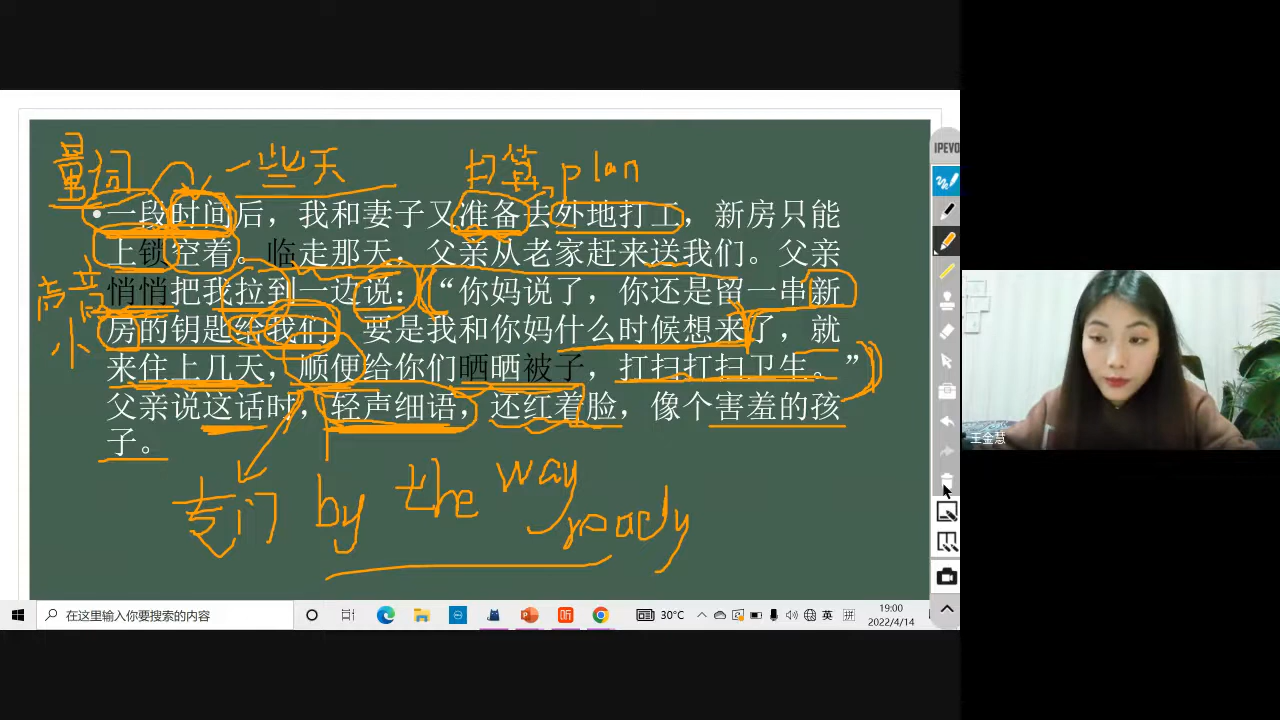 量词 一些天 打算 plan
•一段时间后，我和妻子又准备去外地打工，新房只能
上锁空着。临走那天，父亲从老家赶来送我们。父亲
悄悄把我拉到一边说：“你妈说了，你还是留一串新
房的钥匙给我们，要是我和你妈什么时候想来了，就
来住上几天，顺便给你们晒晒被子，打扫打扫卫生。”
父亲说这话时，轻声细语，还红着脸，像个害羞的孩
子。
声音
小
专门 by the way
ready
IPEVO
王金慧
在这里输入你要搜索的内容
30°C
英
拼
19:00
2022/4/14